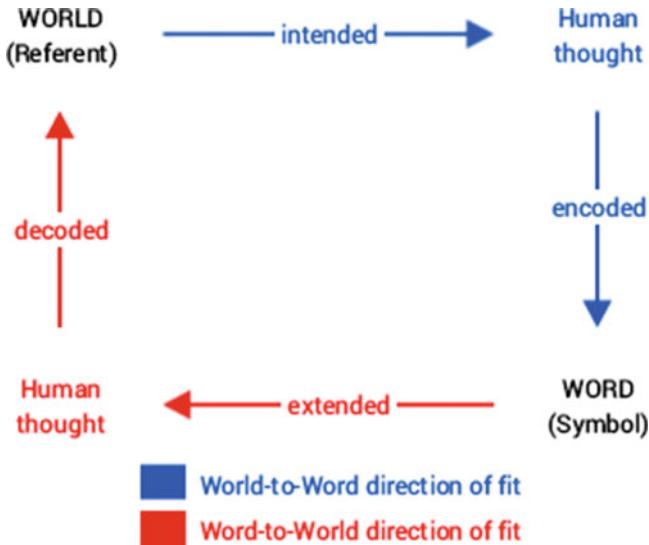 WORLD
(Referent)
intended
Human
thought
decoded
encoded
Human
thought
extended
WORD
(Symbol)
World-to-Word direction of fit
Word-to-World direction of fit